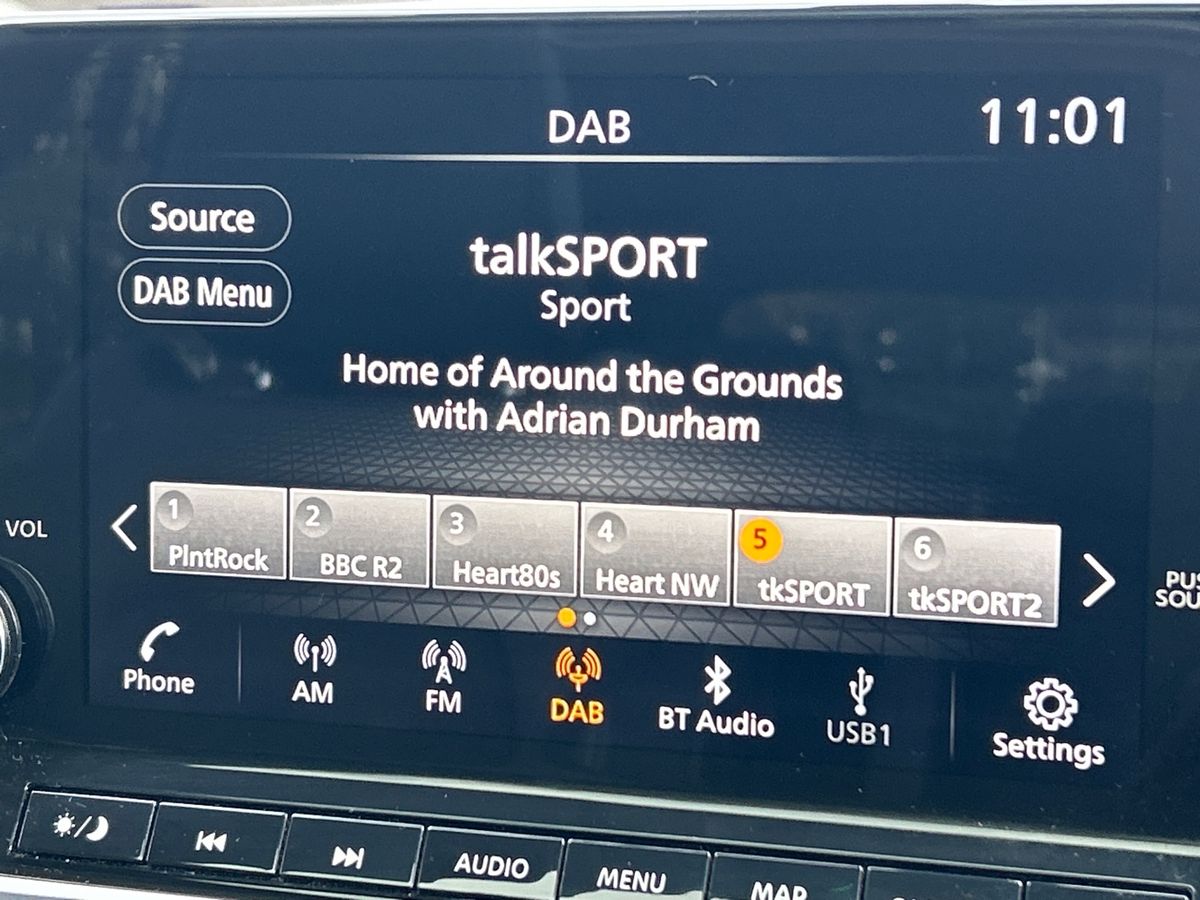 DAB
11:01
Source
DAB Menu
talkSPORT
Sport
Home of Around the Grounds
with Adrian Durham
VOL
1
PlntRock
2
BBC R2
3
Heart80s
4
Heart NW
5
tkSPORT
6
tkSPORT2
Phone
AM
FM
DAB
BT Audio
USB1
Settings
AUDIO
MENU
MAP